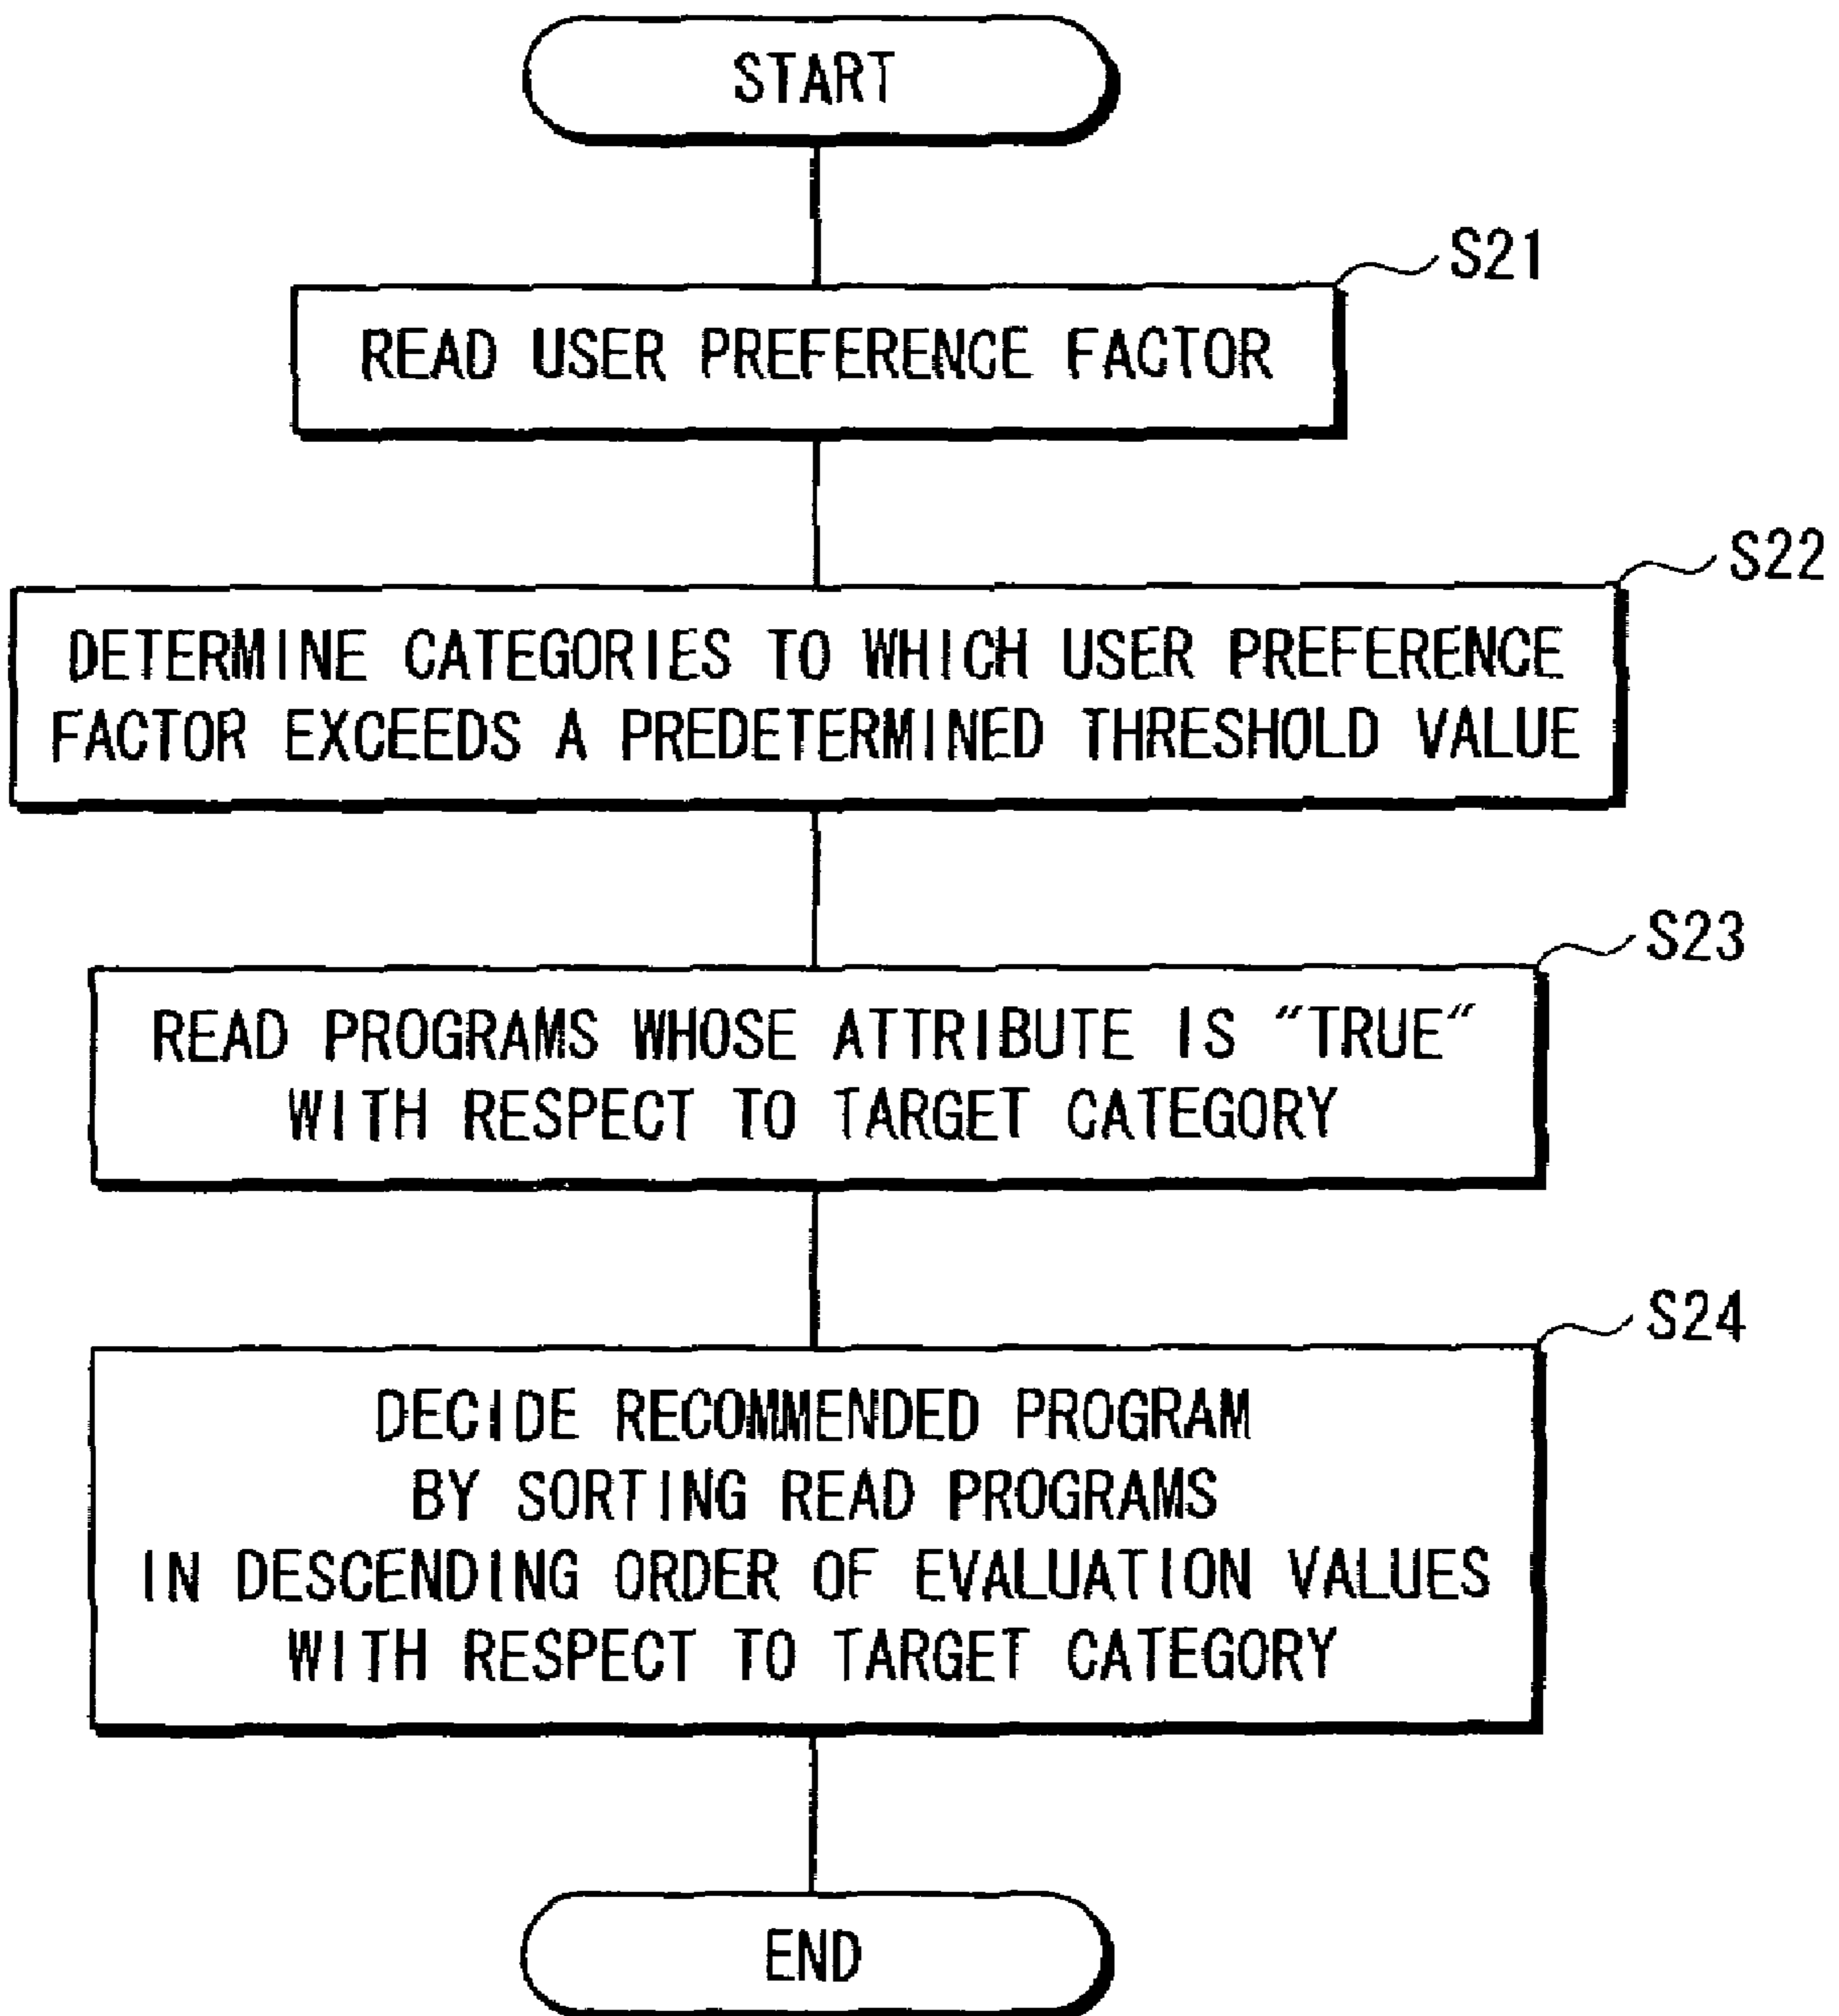 START
S21
READ USER PREFERENCE FACTOR
S22
DETERMINE CATEGORIES TO WHICH USER PREFERENCE
FACTOR EXCEEDS A PREDETERMINED THRESHOLD VALUE
S23
READ PROGRAMS WHOSE ATTRIBUTE IS "TRUE"
WITH RESPECT TO TARGET CATEGORY
S24
DECIDE RECOMMENDED PROGRAM
BY SORTING READ PROGRAMS
IN DESCENDING ORDER OF EVALUATION VALUES
WITH RESPECT TO TARGET CATEGORY
END